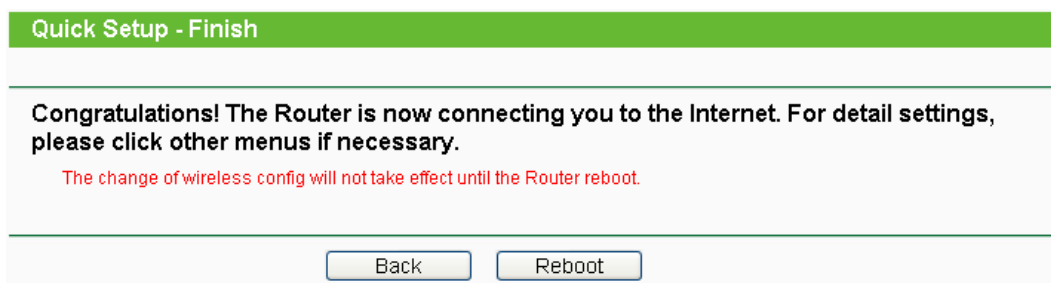 Quick Setup - Finish
Congratulations! The Router is now connecting you to the Internet. For detail settings,
please click other menus if necessary.
The change of wireless config will not take effect until the Router reboot.
Back Reboot